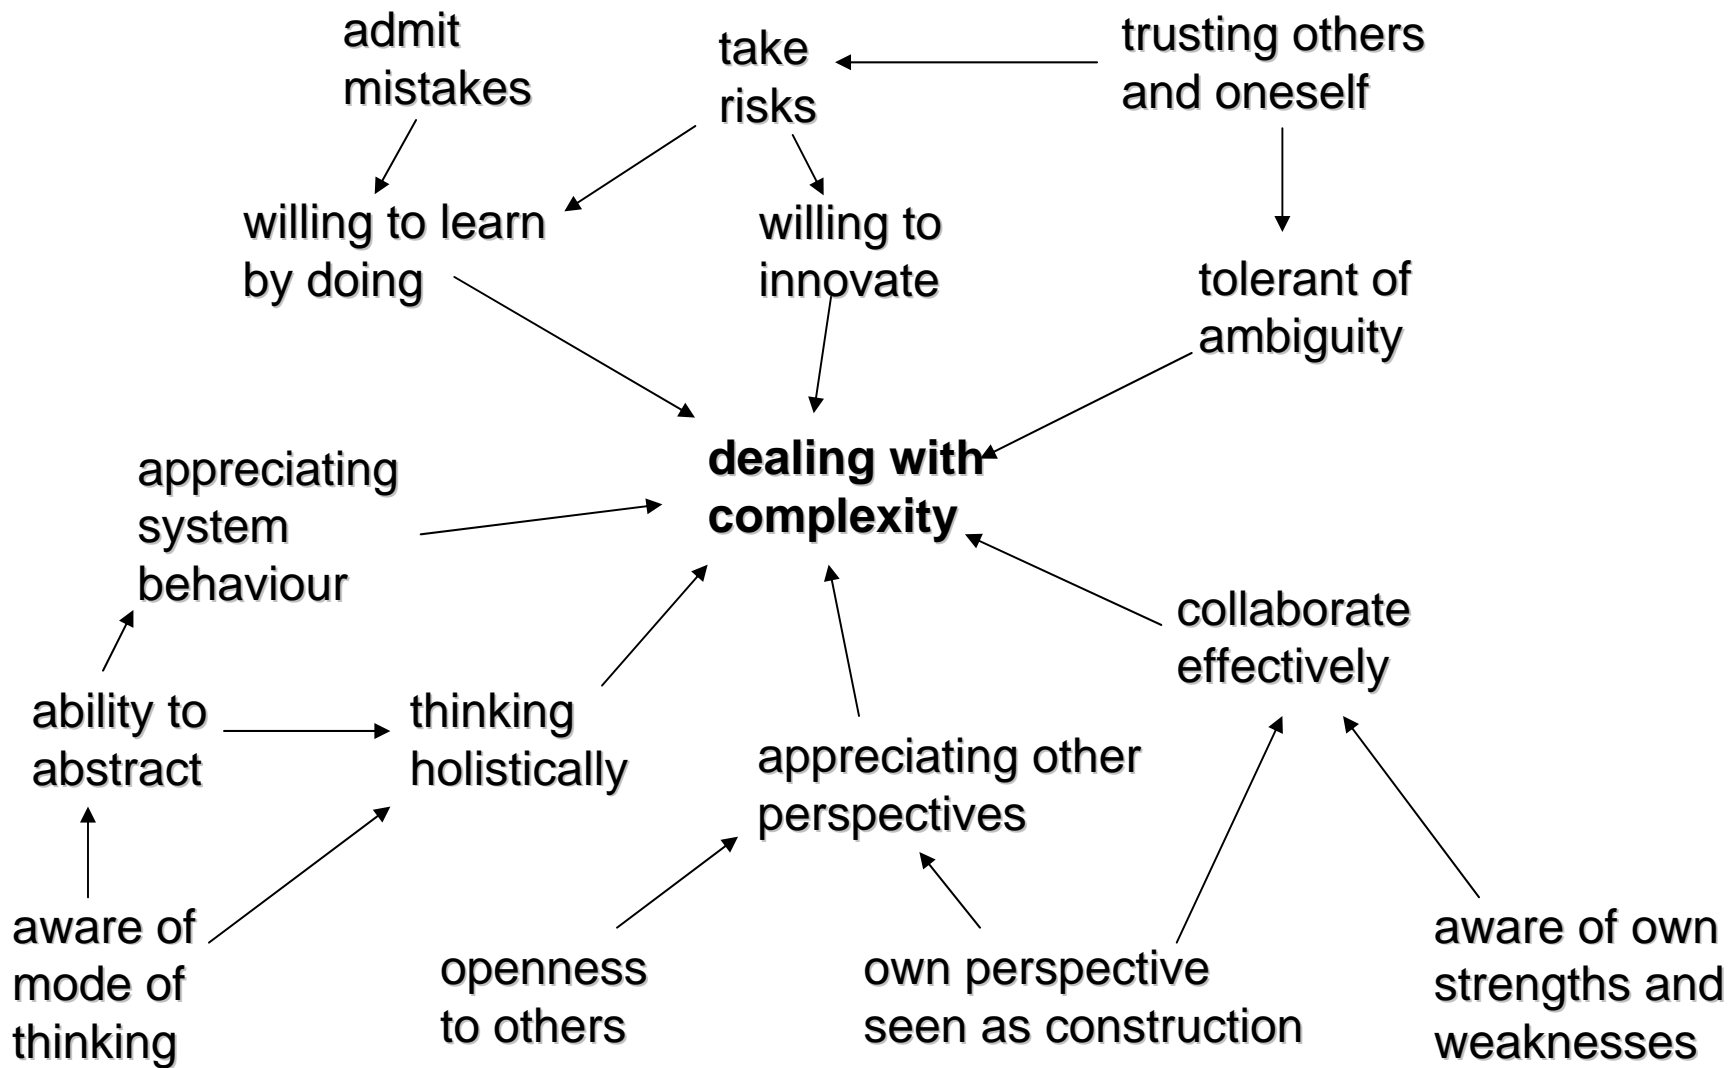 admit
mistakes
take
risks
trusting others
and oneself
willing to learn
by doing
willing to
innovate
tolerant of
ambiguity
dealing with
complexity
appreciating
system
behaviour
collaborate
effectively
ability to
abstract
thinking
holistically
appreciating other
perspectives
aware of
mode of
thinking
openness
to others
own perspective
seen as construction
aware of own
strengths and
weaknesses